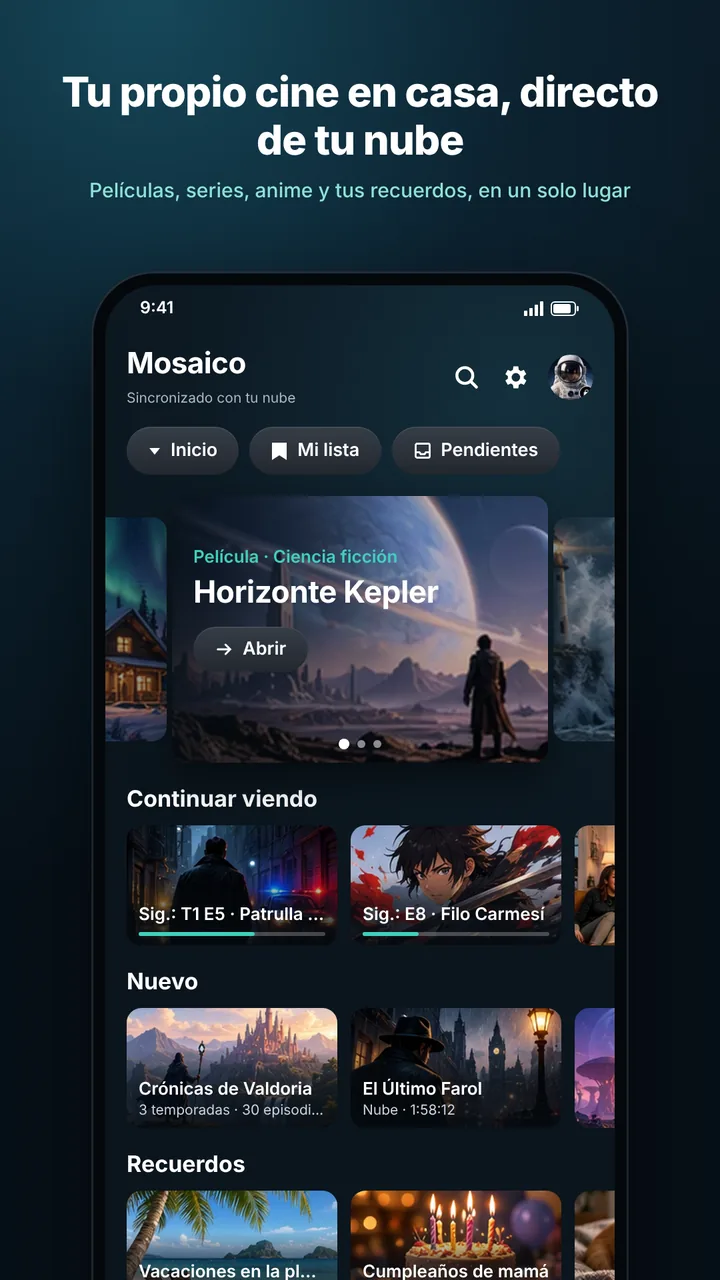 Tu propio cine en casa, directo
de tu nube
Películas, series, anime y tus recuerdos, en un solo lugar
9:41
Mosaico
Sincronizado con tu nube
Inicio
Mi lista
Pendientes
Película · Ciencia ficción
Horizonte Kepler
Abrir
Continuar viendo
Sig.: T1 E5 · Patrulla ...
Sig.: E8 · Filo Carmesí
Nuevo
Crónicas de Valdoria
3 temporadas · 30 episodi...
El Último Farol
Nube · 1:58:12
Recuerdos
Vacaciones en la pl...
Cumpleaños de mamá